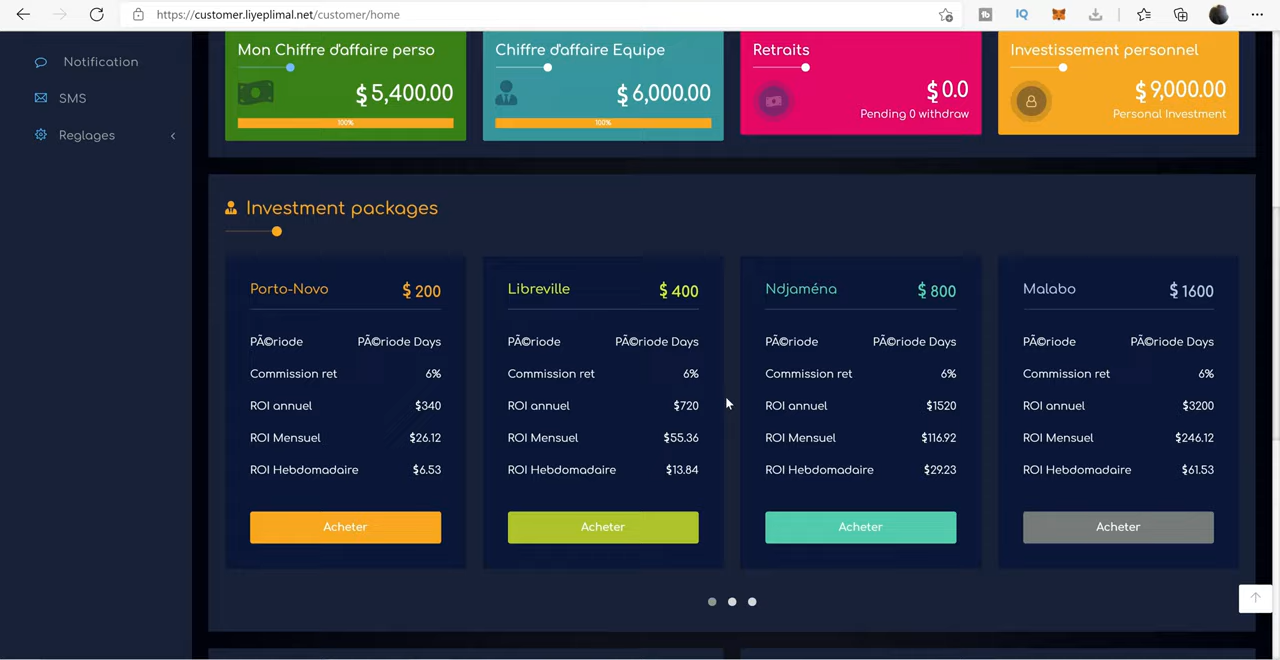 https://customer.liyeplimal.net/customer/home
IQ
Notification
SMS
Reglages
Mon Chiffre d'affaire perso
$5,400.00
100%
Chiffre d'affaire Equipe
$6,000.00
100%
Retraits
$0.0
Pending 0 withdraw
Investissement personnel
$9,000.00
Personal Investment
Investment packages
Porto-Novo $ 200
PÃ©riode PÃ©riode Days
Commission ret 6%
ROI annuel $340
ROI Mensuel $26.12
ROI Hebdomadaire $6.53
Acheter
Libreville $ 400
PÃ©riode PÃ©riode Days
Commission ret 6%
ROI annuel $720
ROI Mensuel $55.36
ROI Hebdomadaire $13.84
Acheter
Ndjaména $ 800
PÃ©riode PÃ©riode Days
Commission ret 6%
ROI annuel $1520
ROI Mensuel $116.92
ROI Hebdomadaire $29.23
Acheter
Malabo $ 1600
PÃ©riode PÃ©riode Days
Commission ret 6%
ROI annuel $3200
ROI Mensuel $246.12
ROI Hebdomadaire $61.53
Acheter